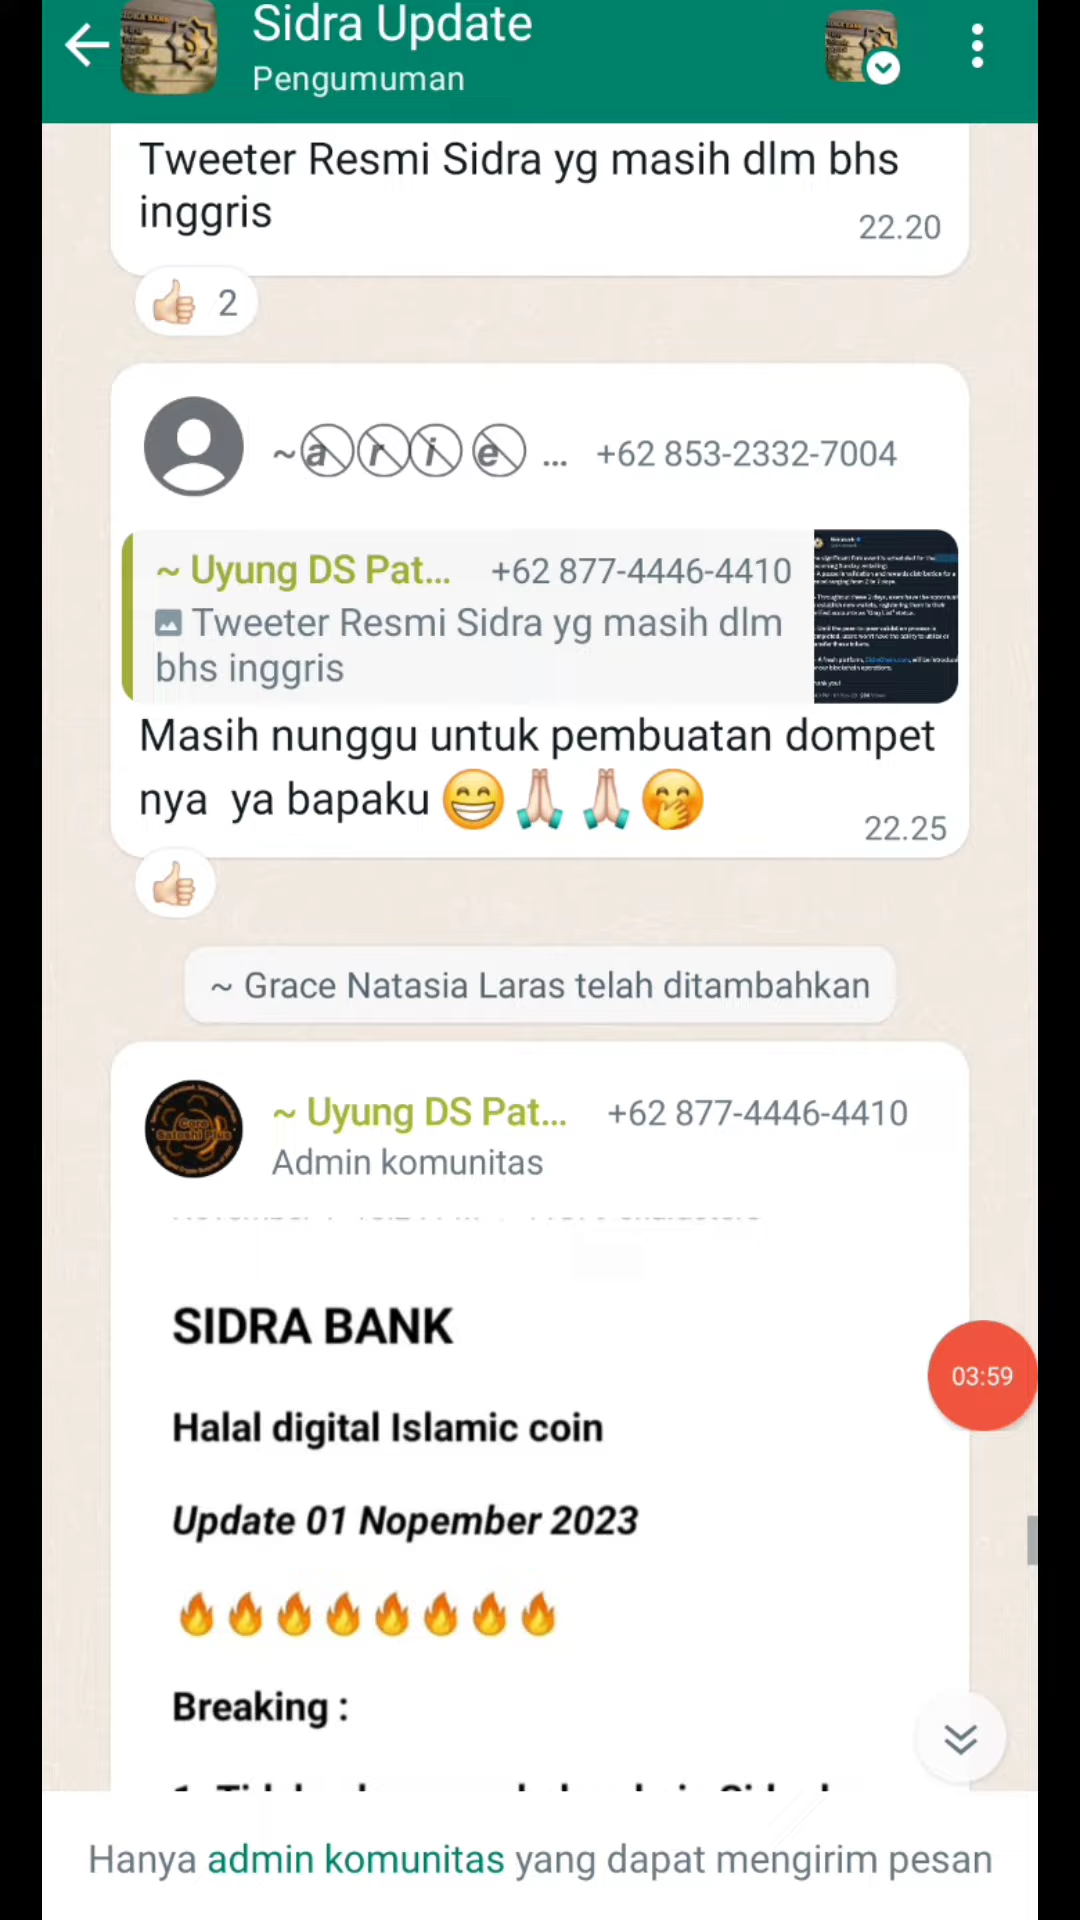 Sidra Update
Pengumuman
Tweeter Resmi Sidra yg masih dlm bhs
inggris
22.20
👍🏻 2
~ⓐⓡⓘⓔ ... +62 853-2332-7004
~ Uyung DS Pat... +62 877-4446-4410
Tweeter Resmi Sidra yg masih dlm
bhs inggris
Masih nunggu untuk pembuatan dompet
nya ya bapaku 😁🙏🏻🙏🏻🤭
22.25
👍🏻
~ Grace Natasia Laras telah ditambahkan
~ Uyung DS Pat... +62 877-4446-4410
Admin komunitas
SIDRA BANK
Halal digital Islamic coin
Update 01 Nopember 2023
🔥🔥🔥🔥🔥🔥🔥🔥
Breaking :
03:59
Hanya admin komunitas yang dapat mengirim pesan